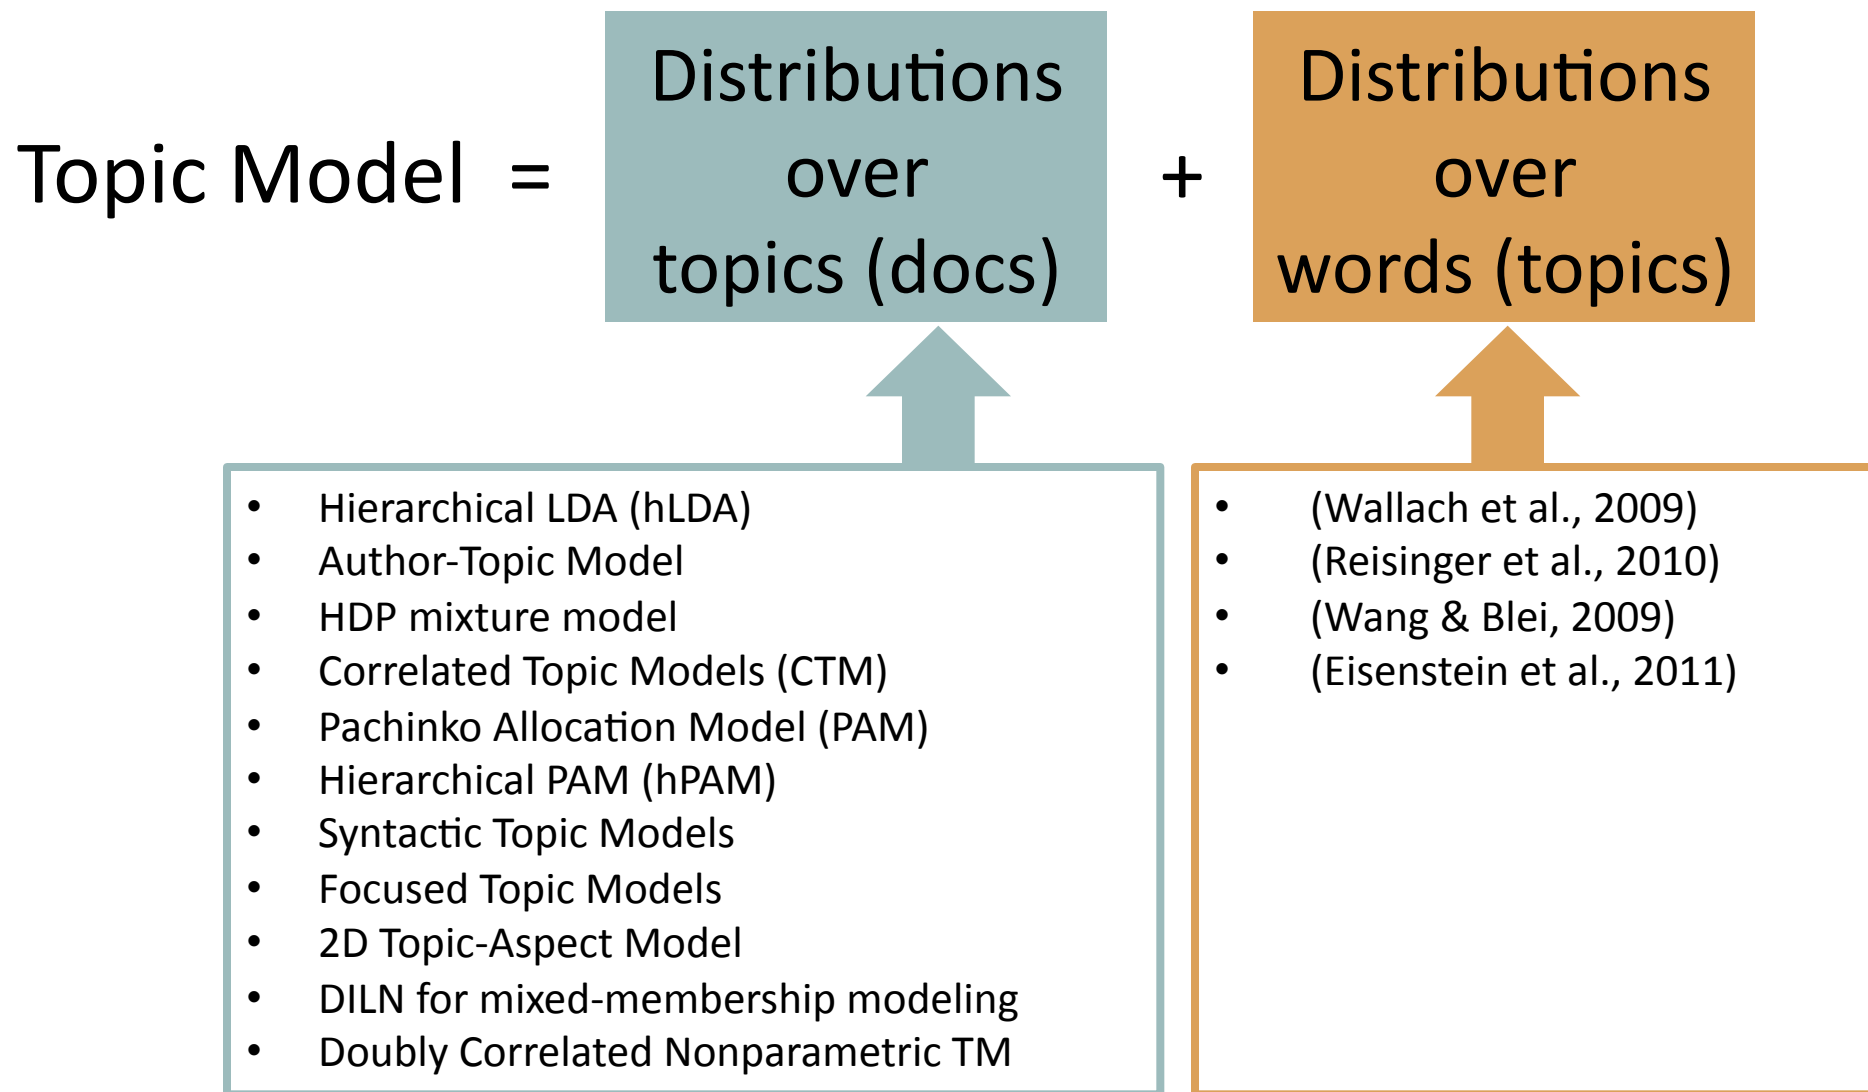 Topic Model =
Distributions
over
topics (docs)
+
Distributions
over
words (topics)
• Hierarchical LDA (hLDA)
• Author-Topic Model
• HDP mixture model
• Correlated Topic Models (CTM)
• Pachinko Allocation Model (PAM)
• Hierarchical PAM (hPAM)
• Syntactic Topic Models
• Focused Topic Models
• 2D Topic-Aspect Model
• DILN for mixed-membership modeling
• Doubly Correlated Nonparametric TM
• (Wallach et al., 2009)
• (Reisinger et al., 2010)
• (Wang & Blei, 2009)
• (Eisenstein et al., 2011)